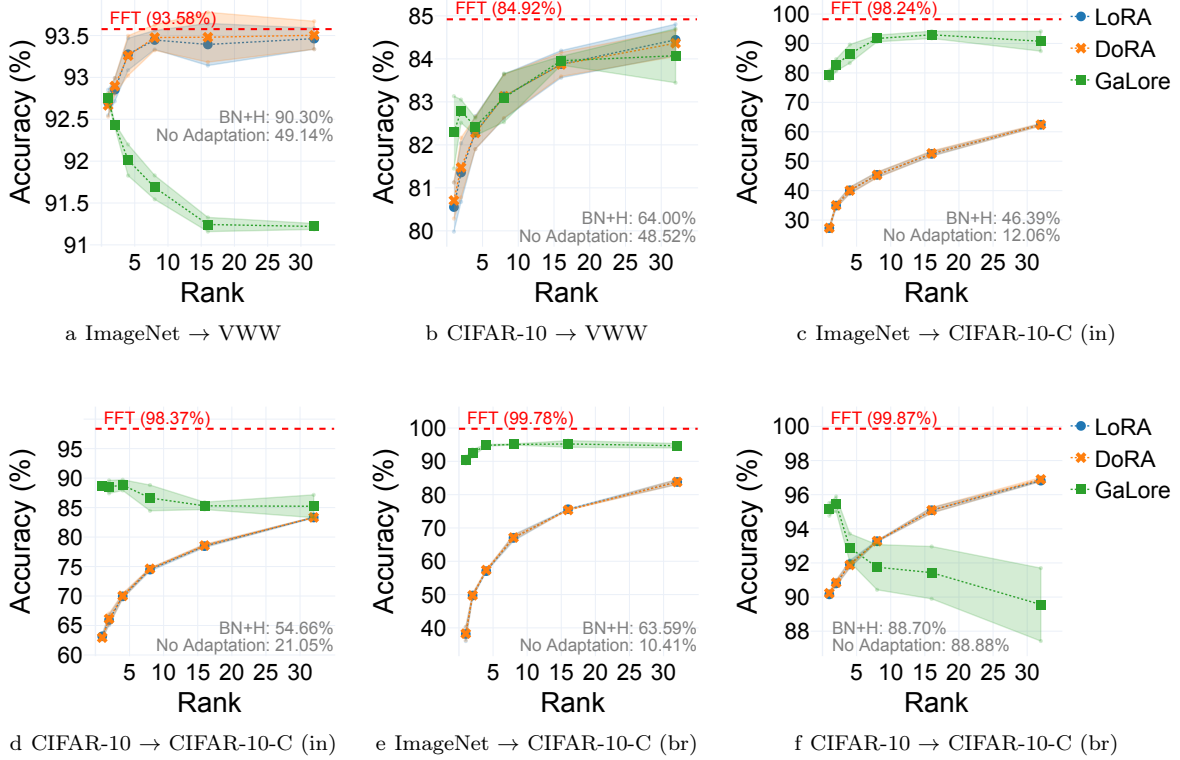 FFT (93.58%)
93.5
93
92.5
92
91.5
91
Accuracy (%)
BN+H: 90.30%
No Adaptation: 49.14%
5 10 15 20 25 30
Rank
a ImageNet → VWW
FFT (84.92%)
85
84
83
82
81
80
Accuracy (%)
BN+H: 64.00%
No Adaptation: 48.52%
5 10 15 20 25 30
Rank
b CIFAR-10 → VWW
FFT (98.24%)
100
90
80
70
60
50
40
30
Accuracy (%)
BN+H: 46.39%
No Adaptation: 12.06%
5 10 15 20 25 30
Rank
c ImageNet → CIFAR-10-C (in)
LoRA
DoRA
GaLore
FFT (98.37%)
95
90
85
80
75
70
65
60
Accuracy (%)
BN+H: 54.66%
No Adaptation: 21.05%
5 10 15 20 25 30
Rank
d CIFAR-10 → CIFAR-10-C (in)
FFT (99.78%)
100
90
80
70
60
50
40
Accuracy (%)
BN+H: 63.59%
No Adaptation: 10.41%
5 10 15 20 25 30
Rank
e ImageNet → CIFAR-10-C (br)
FFT (99.87%)
100
98
96
94
92
90
88
Accuracy (%)
BN+H: 88.70%
No Adaptation: 88.88%
5 10 15 20 25 30
Rank
f CIFAR-10 → CIFAR-10-C (br)
LoRA
DoRA
GaLore